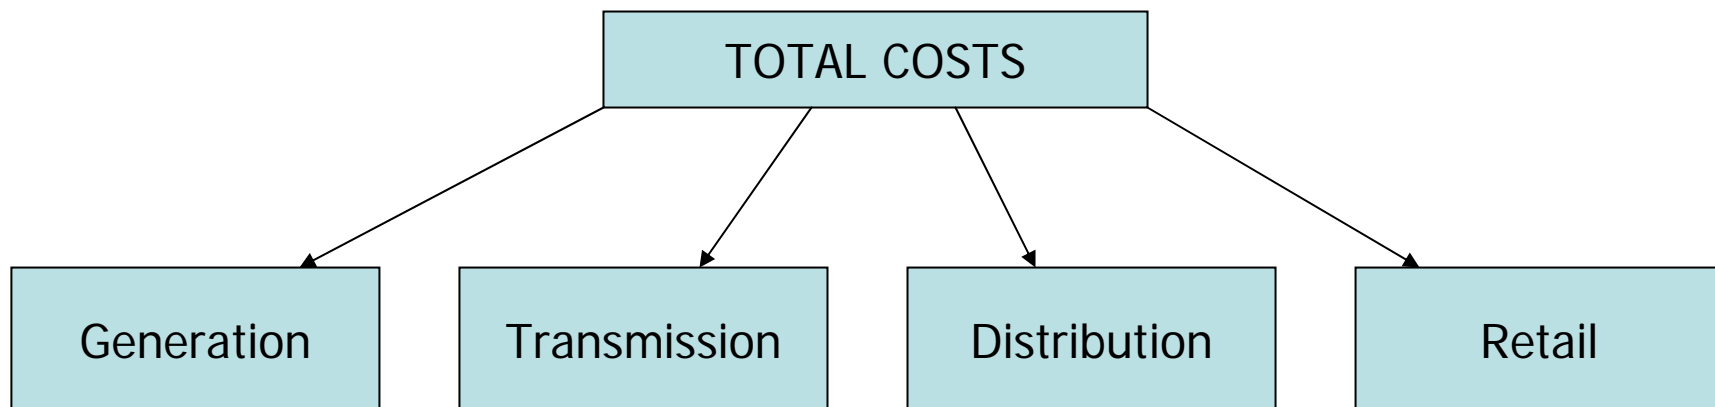 TOTAL COSTS
Generation
Transmission
Distribution
Retail